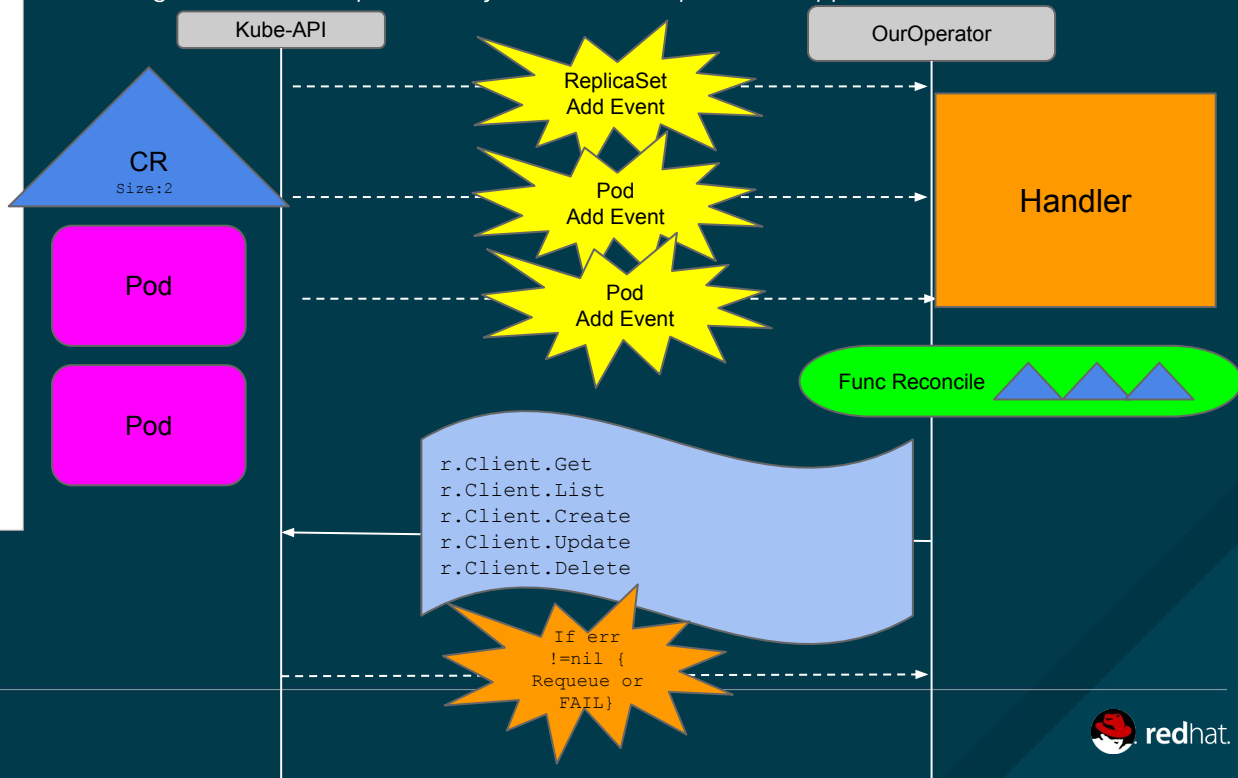 Kube-API
OurOperator
ReplicaSet
Add Event
CR
Size:2
Pod
Add Event
Handler
Pod
Pod
Add Event
Func Reconcile
Pod
r.Client.Get
r.Client.List
r.Client.Create
r.Client.Update
r.Client.Delete
If err
!=nil {
Requeue or
FAIL}
redhat.